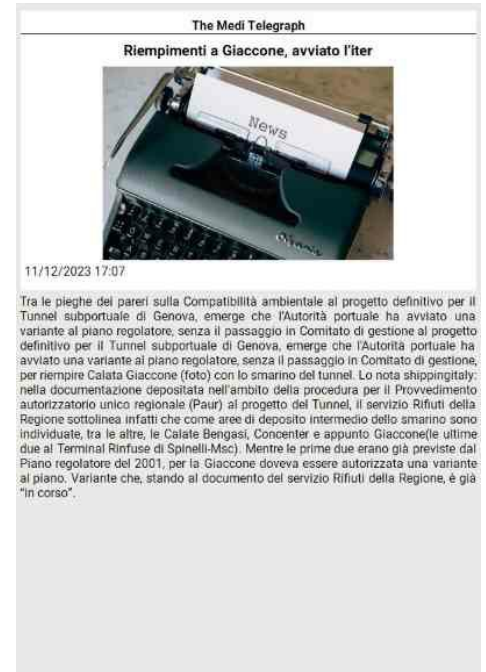 The Medi Telegraph
Riempimenti a Giaccone, avviato l'iter
News
Olympia
11/12/2023 17:07
Tra le pieghe dei pareri sulla Compatibilità ambientale al progetto definitivo per il
Tunnel subportuale di Genova, emerge che l'Autorità portuale ha avviato una
variante al piano regolatore, senza il passaggio in Comitato di gestione al progetto
definitivo per il Tunnel subportuale di Genova, emerge che l'Autorità portuale ha
avviato una variante al piano regolatore, senza il passaggio in Comitato di gestione,
per riempire Calata Giaccone (foto) con lo smarino del tunnel. Lo nota shippingitaly:
nella documentazione depositata nell'ambito della procedura per il Provvedimento
autorizzatorio unico regionale (Paur) al progetto del Tunnel, il servizio Rifiuti della
Regione sottolinea infatti che come aree di deposito intermedio dello smarino sono
individuate, tra le altre, le Calate Bengasi, Concenter e appunto Giaccone(le ultime
due al Terminal Rinfuse di Spinelli-Msc). Mentre le prime due erano già previste dal
Piano regolatore del 2001, per la Giaccone doveva essere autorizzata una variante
al piano. Variante che, stando al documento del servizio Rifiuti della Regione, è già
"in corso".